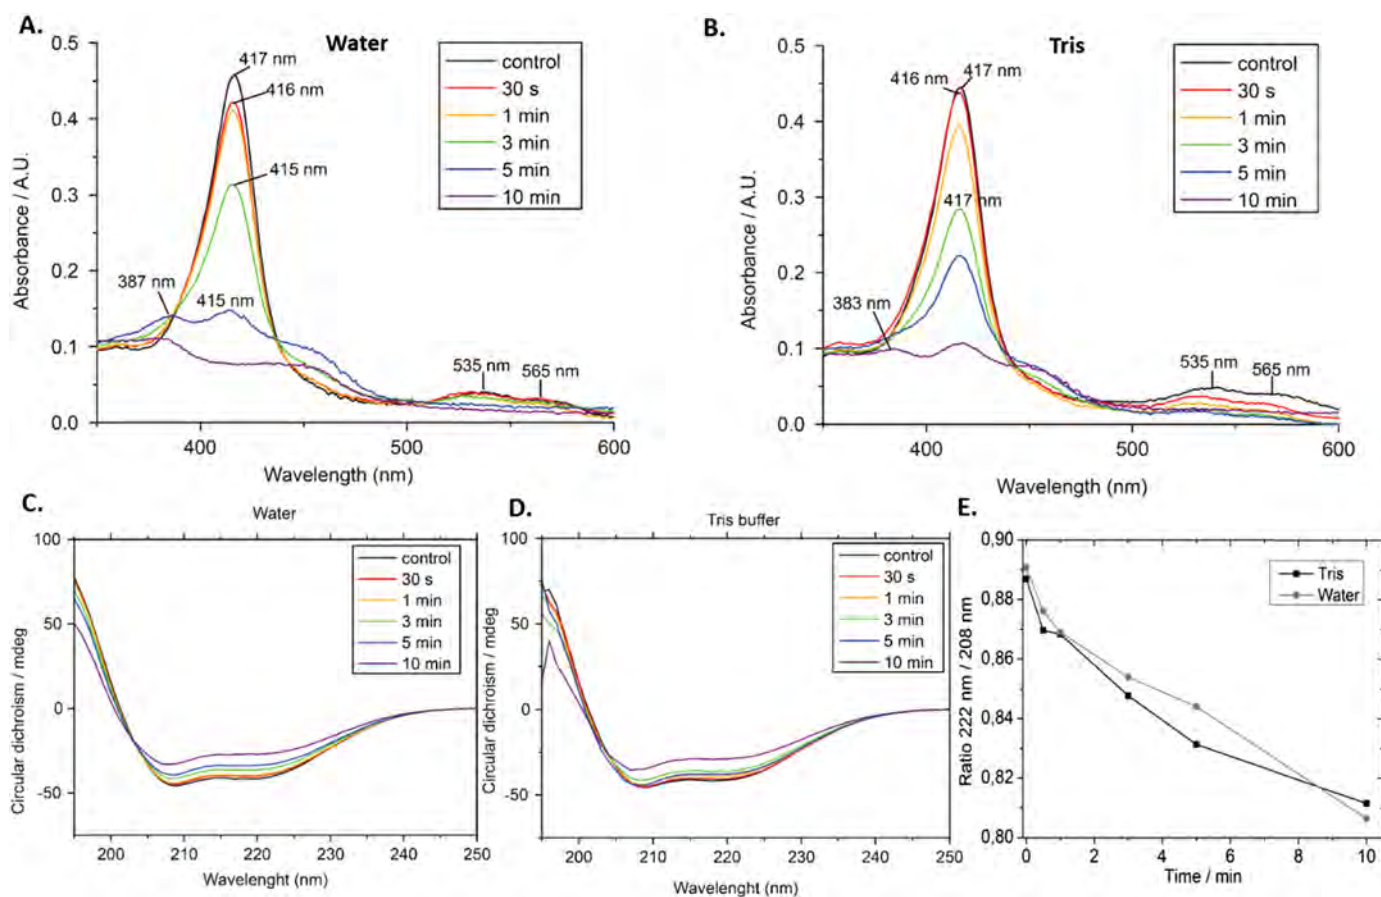 A.
Water
0.5
0.4
0.3
0.2
0.1
0.0
400
500
600
Absorbance / A.U.
Wavelength (nm)
417 nm
416 nm
415 nm
387 nm
415 nm
535 nm
565 nm
control
30 s
1 min
3 min
5 min
10 min
B.
Tris
0.5
0.4
0.3
0.2
0.1
0.0
400
500
600
Absorbance / A.U.
Wavelength (nm)
416 nm
417 nm
417 nm
383 nm
535 nm
565 nm
control
30 s
1 min
3 min
5 min
10 min
C.
Water
100
50
0
-50
200
210
220
230
240
250
Circular dichroism / mdeg
Wavelenght (nm)
control
30 s
1 min
3 min
5 min
10 min
D.
Tris buffer
100
50
0
-50
200
210
220
230
240
250
Circular dichroism / mdeg
Wavelenght (nm)
control
30 s
1 min
3 min
5 min
10 min
E.
0,90
0,88
0,86
0,84
0,82
0,80
0
2
4
6
8
10
Ratio 222 nm / 208 nm
Time / min
Tris
Water